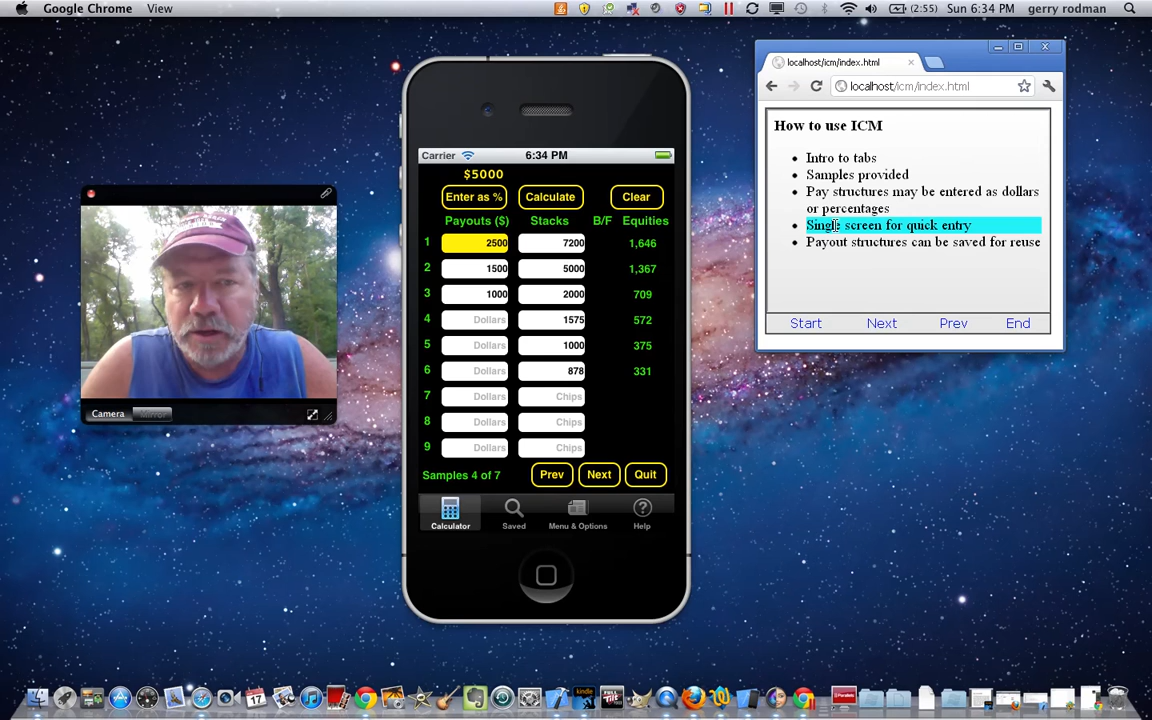 Google Chrome View
(2:55) Sun 6:34 PM gerry rodman
Camera Mirror
Carrier 6:34 PM
$5000
Enter as % Calculate Clear
Payouts ($) Stacks B/F Equities
1 2500 7200 1,646
2 1500 5000 1,367
3 1000 2000 709
4 Dollars 1575 572
5 Dollars 1000 375
6 Dollars 878 331
7 Dollars Chips
8 Dollars Chips
9 Dollars Chips
Samples 4 of 7 Prev Next Quit
Calculator Saved Menu & Options Help
localhost/icm/index.html
localhost/icm/index.html
How to use ICM
• Intro to tabs
• Samples provided
• Pay structures may be entered as dollars
or percentages
• Single screen for quick entry
• Payout structures can be saved for reuse
Start Next Prev End
17 kindle FULL TILT